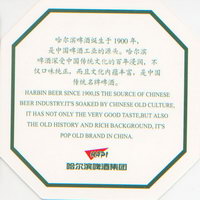 哈尔滨啤酒诞生于 1900 年,
是中国啤酒工业的源头。哈尔滨
啤酒深受中国传统文化的百年浸润,不
仅口味纯正,而且文化内蕴丰富,是中国
传统名牌啤酒。
HARBIN BEER SINCE 1900,IS THE SOURCE OF CHINESE
BEER INDUSTRY.IT'S SOAKED BY CHINESE OLD CULTURE,
IT HAS NOT ONLY THE VERY GOOD TASTE,BUT ALSO
THE OLD HISTORY AND RICH BACKGROUND, IT'S
POP OLD BRAND IN CHINA.
哈尔滨啤酒集团